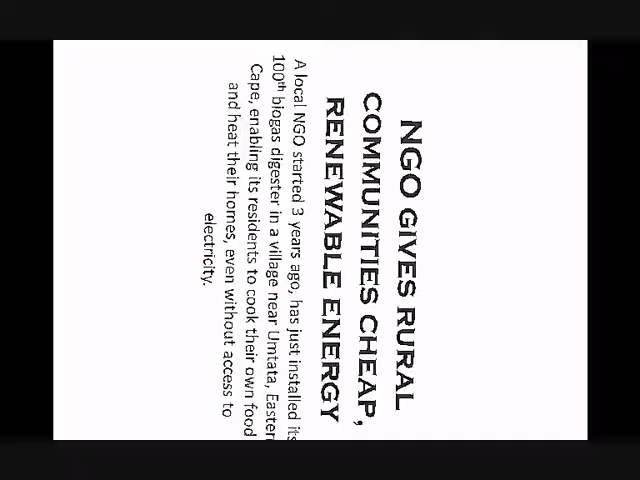 NGO GIVES RURAL
COMMUNITIES CHEAP,
RENEWABLE ENERGY
A local NGO started 3 years ago, has just installed its
100th biogas digester in a village near Umtata, Eastern
Cape, enabling its residents to cook their own food
and heat their homes, even without access to
electricity.